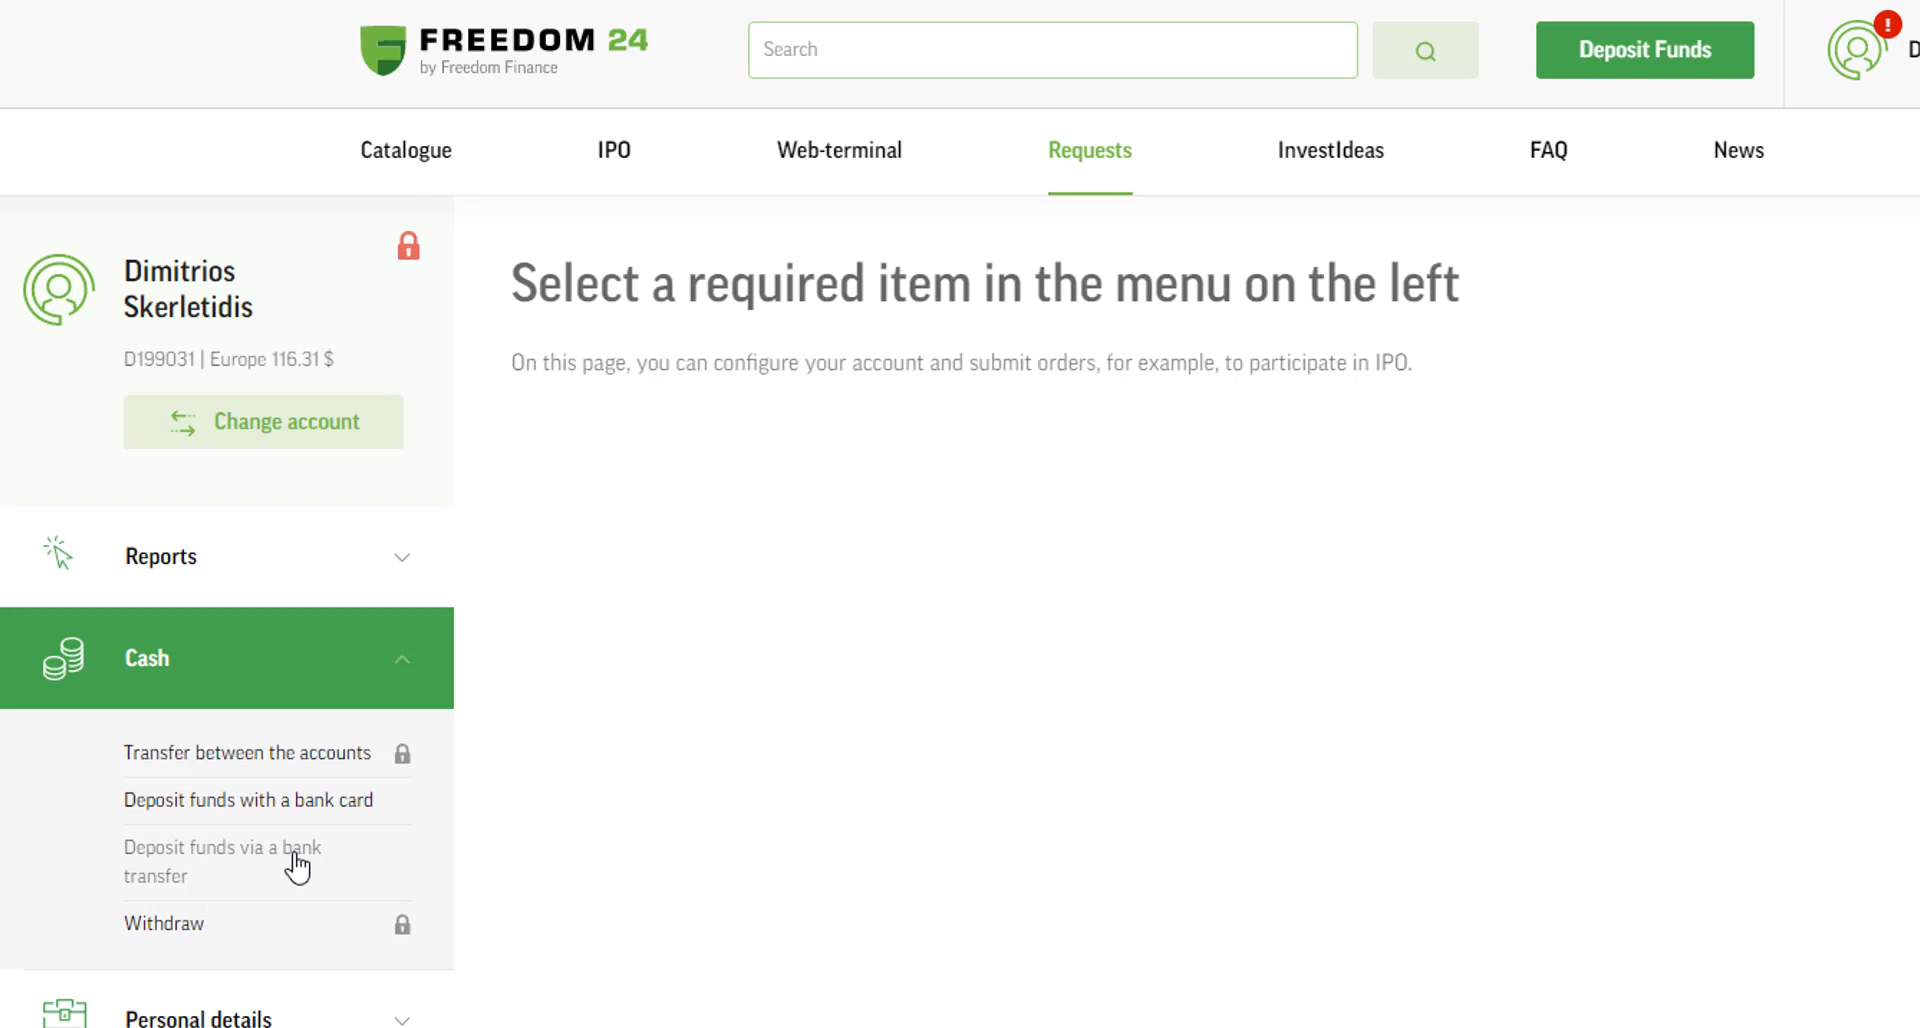 FREEDOM 24
by Freedom Finance
Search
Deposit Funds
!
D
Catalogue
IPO
Web-terminal
Requests
InvestIdeas
FAQ
News
Dimitrios
Skerletidis
D199031 | Europe 116.31 $
Change account
Select a required item in the menu on the left
On this page, you can configure your account and submit orders, for example, to participate in IPO.
Reports
Cash
Transfer between the accounts
Deposit funds with a bank card
Deposit funds via a bank
transfer
Withdraw
Personal details